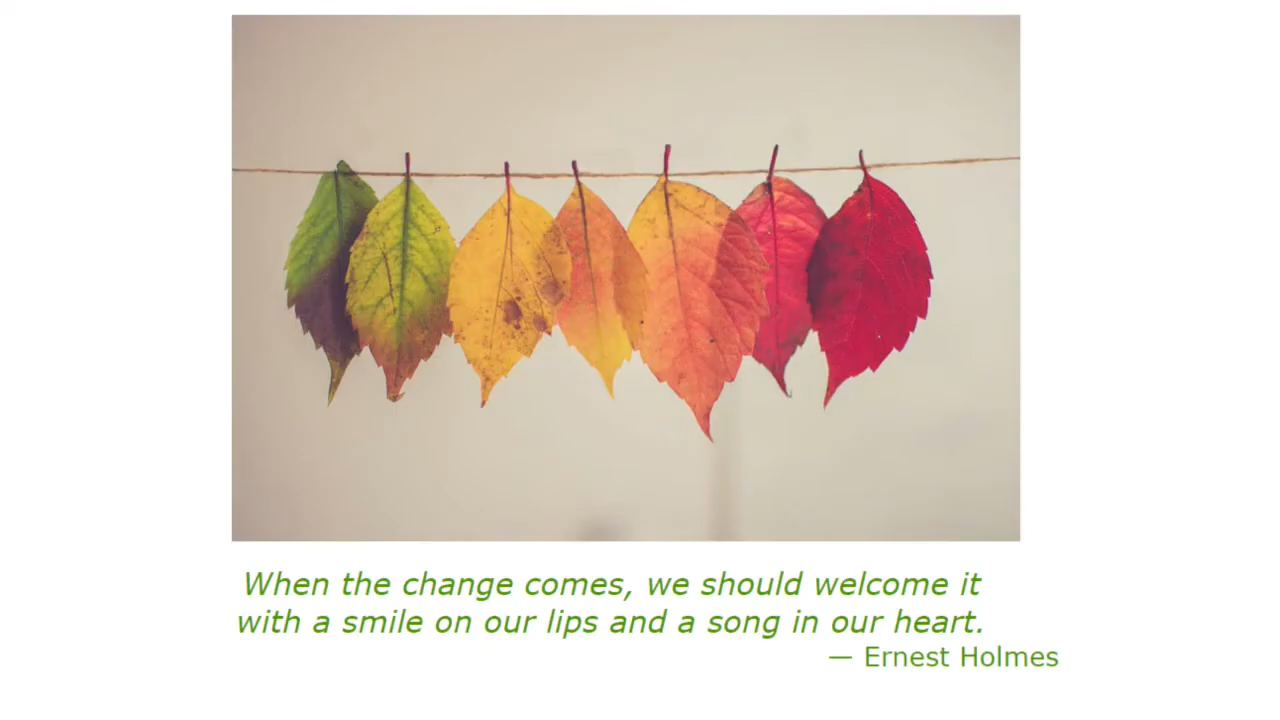 When the change comes, we should welcome it
with a smile on our lips and a song in our heart.
— Ernest Holmes